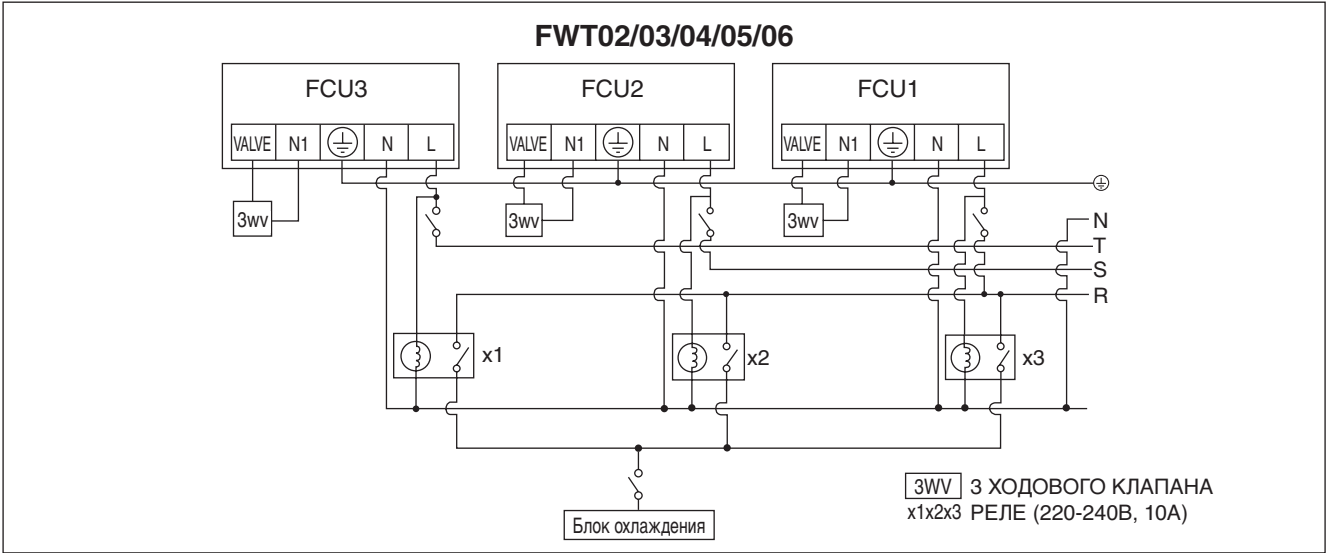 FWT02/03/04/05/06
FCU3
FCU2
FCU1
VALVE N1 N L
VALVE N1 N L
VALVE N1 N L
3wv
3wv
3wv
N
T
S
R
x1
x2
x3
Блок охлаждения
3WV 3 ХОДОВОГО КЛАПАНА
x1x2x3 РЕЛЕ (220-240В, 10А)